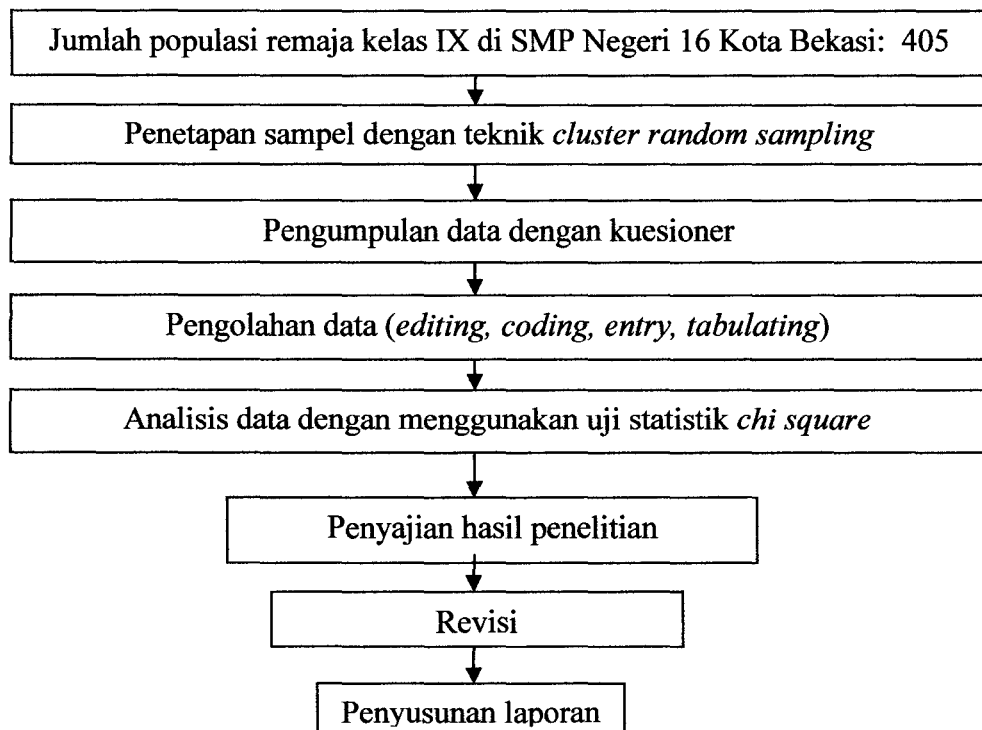 Jumlah populasi remaja kelas IX di SMP Negeri 16 Kota Bekasi: 405
Penetapan sampel dengan teknik cluster random sampling
Pengumpulan data dengan kuesioner
Pengolahan data (editing, coding, entry, tabulating)
Analisis data dengan menggunakan uji statistik chi square
Penyajian hasil penelitian
Revisi
Penyusunan laporan